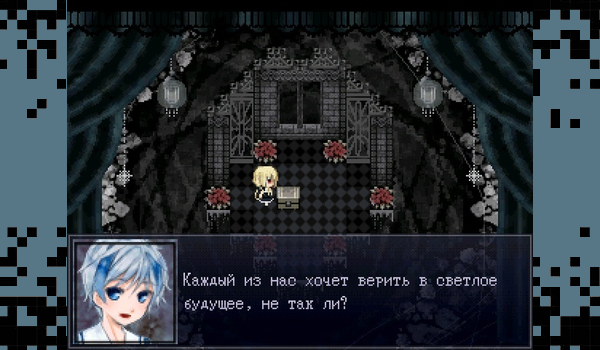 Каждый из нас хочет верить в светлое
будущее, не так ли?